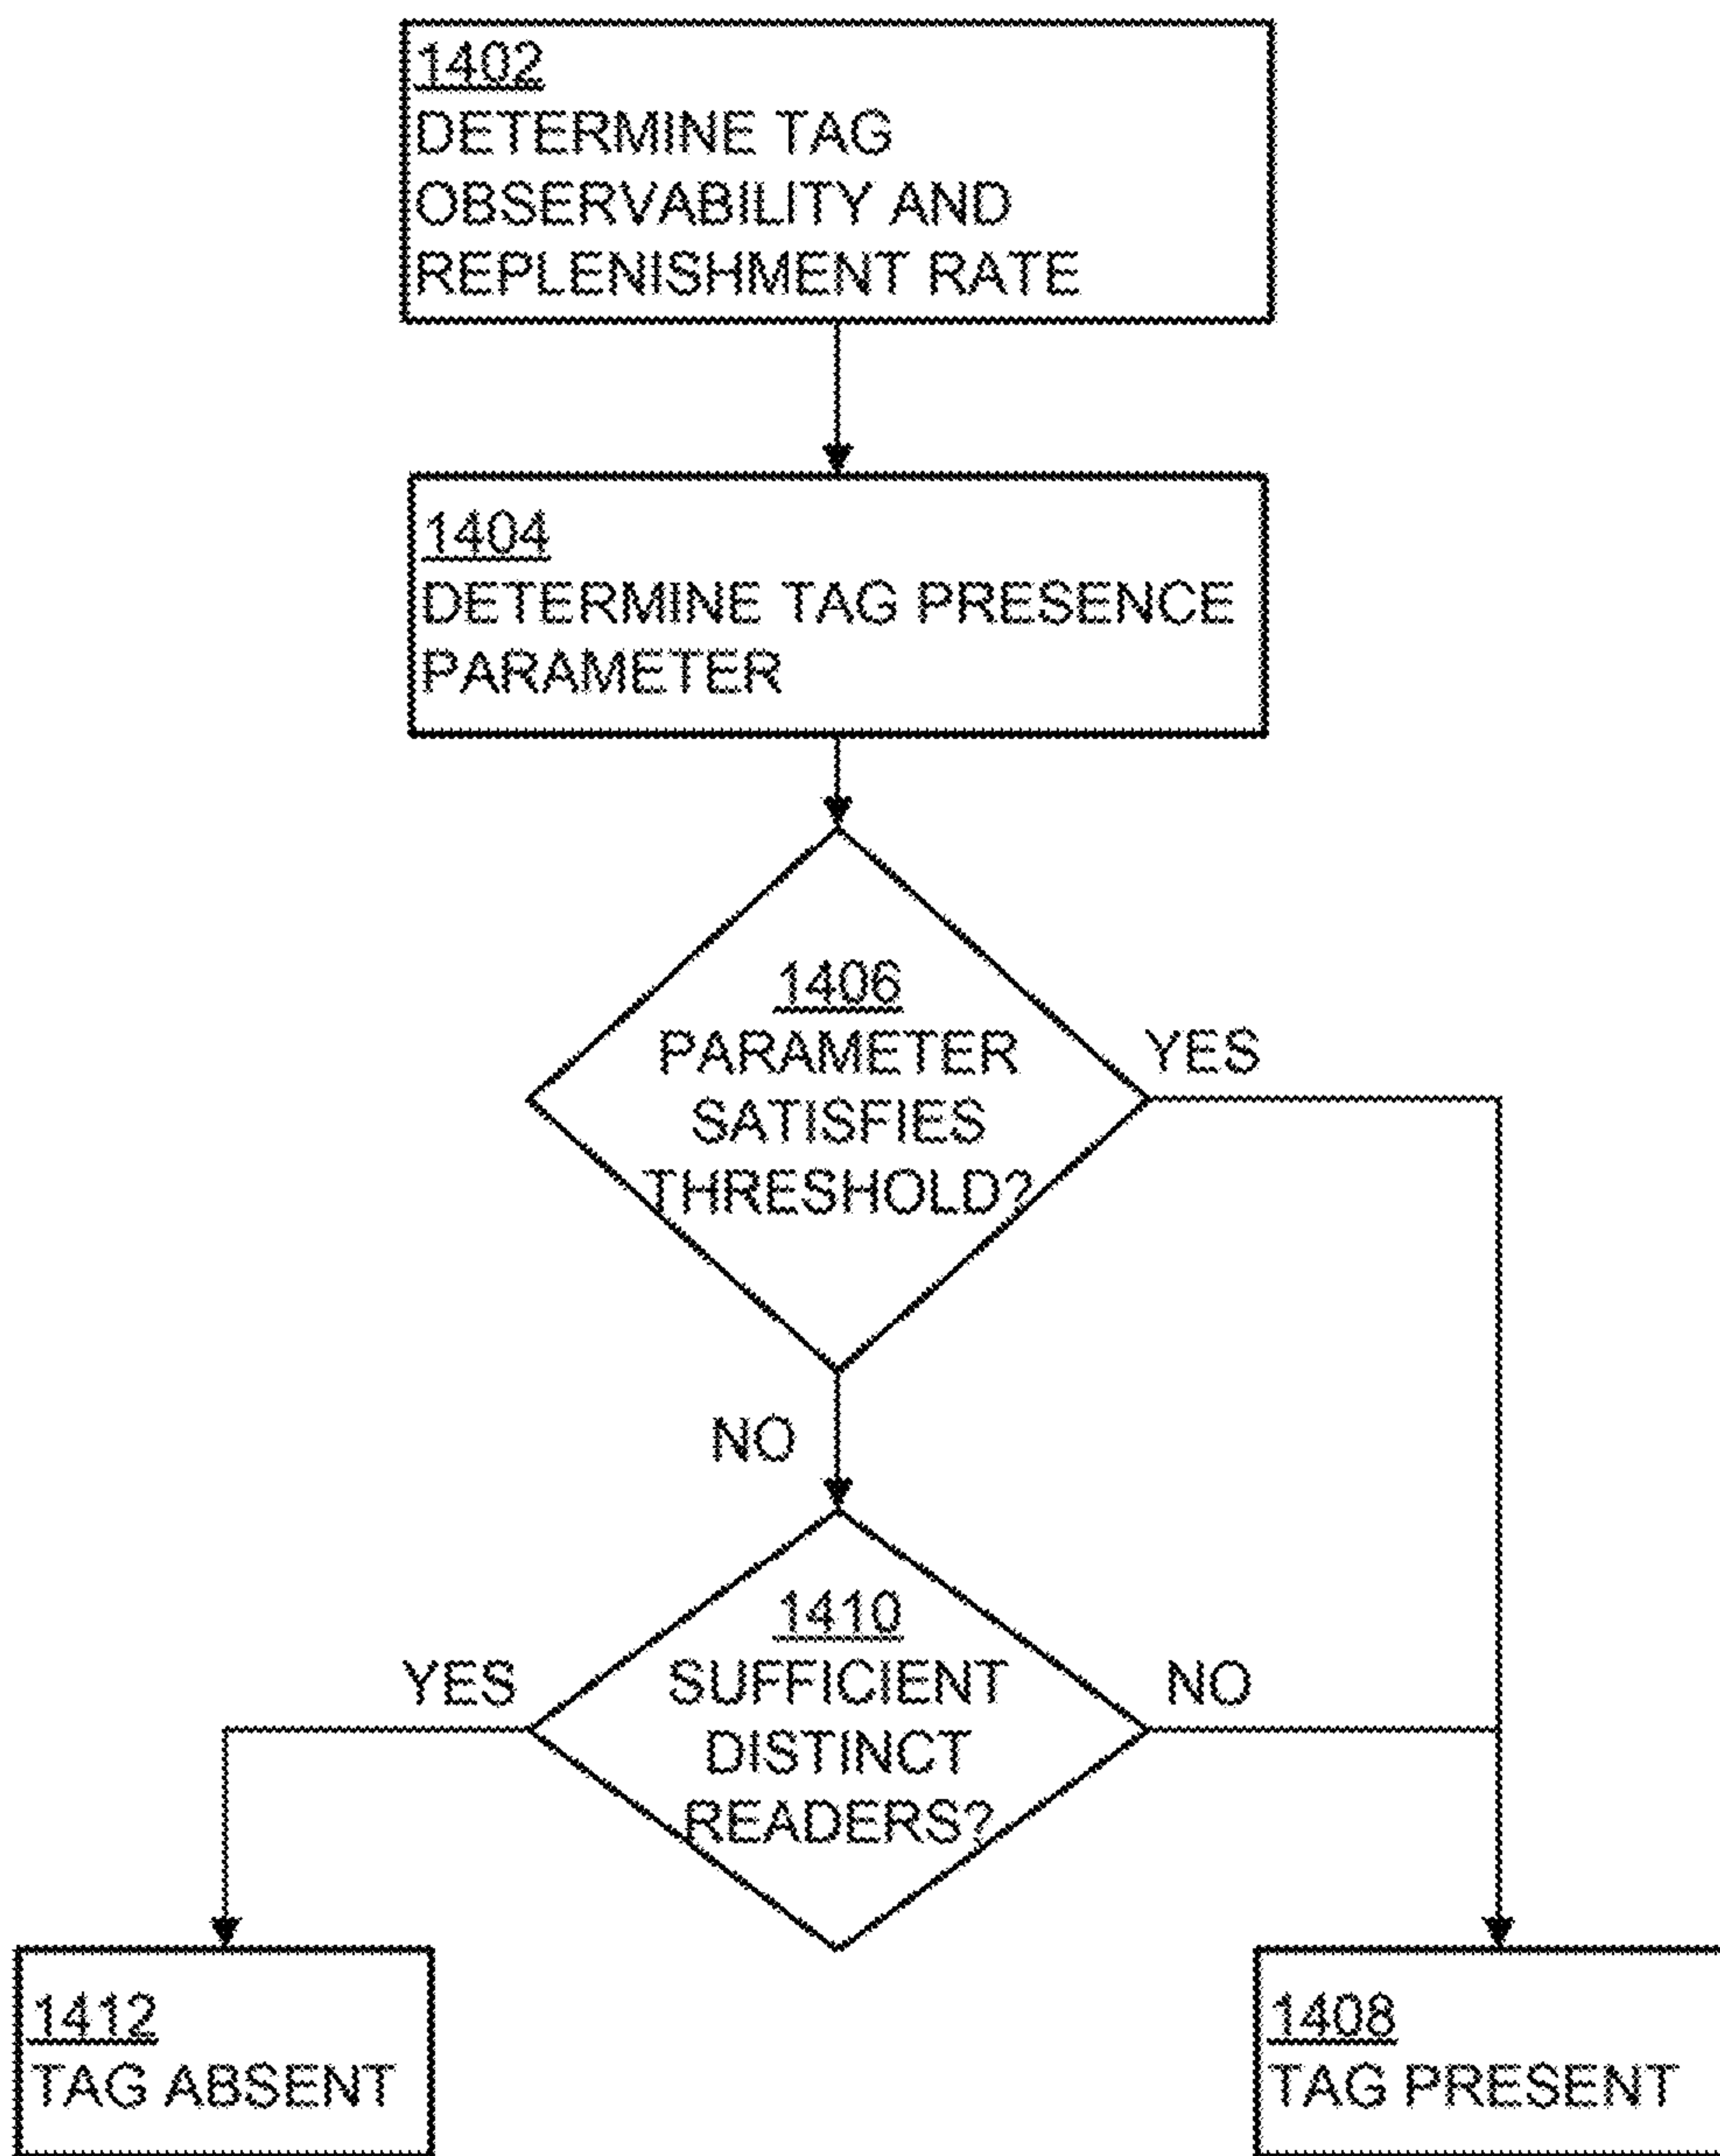 1402
DETERMINE TAG
OBSERVABILITY AND
REPLENISHMENT RATE
1404
DETERMINE TAG PRESENCE
PARAMETER
1406
PARAMETER
SATISFIES
THRESHOLD?
YES
NO
1410
SUFFICIENT
DISTINCT
READERS?
YES
NO
1412
TAG ABSENT
1408
TAG PRESENT